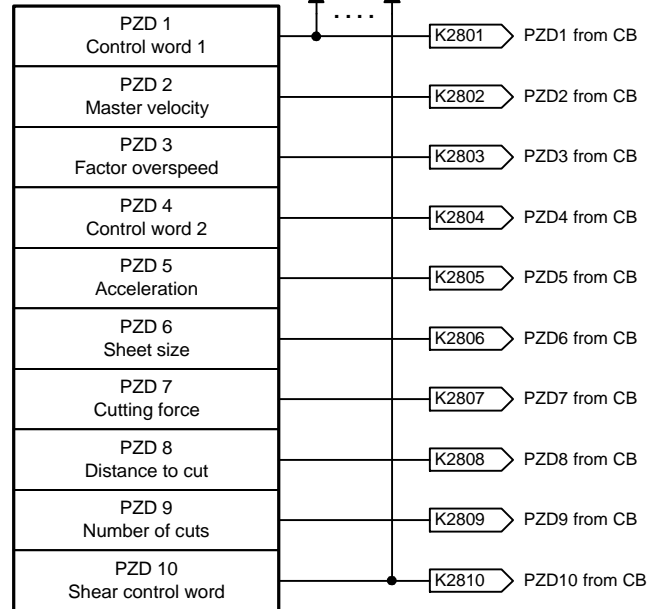 ....
PZD 1
Control word 1
K2801 PZD1 from CB
PZD 2
Master velocity
K2802 PZD2 from CB
PZD 3
Factor overspeed
K2803 PZD3 from CB
PZD 4
Control word 2
K2804 PZD4 from CB
PZD 5
Acceleration
K2805 PZD5 from CB
PZD 6
Sheet size
K2806 PZD6 from CB
PZD 7
Cutting force
K2807 PZD7 from CB
PZD 8
Distance to cut
K2808 PZD8 from CB
PZD 9
Number of cuts
K2809 PZD9 from CB
PZD 10
Shear control word
K2810 PZD10 from CB